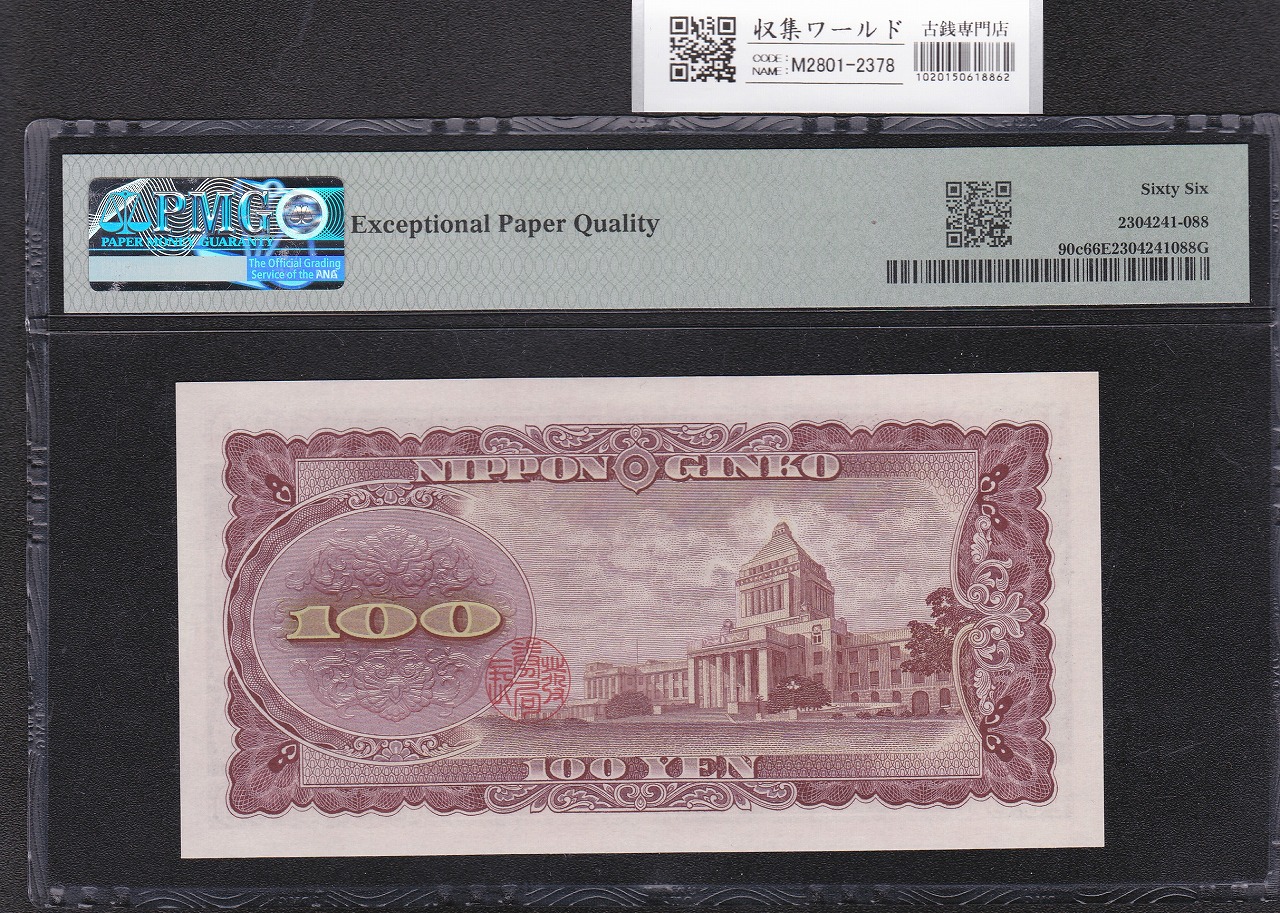 収集ワールド 古銭専門店
CODE:
NAME: M2801-2378
1020150618862
PMG
PAPER MONEY GUARANTY
The Official Grading
Service of the ANA
Exceptional Paper Quality
Sixty Six
2304241-088
90c66E2304241088G
NIPPON GINKO
100
100 YEN